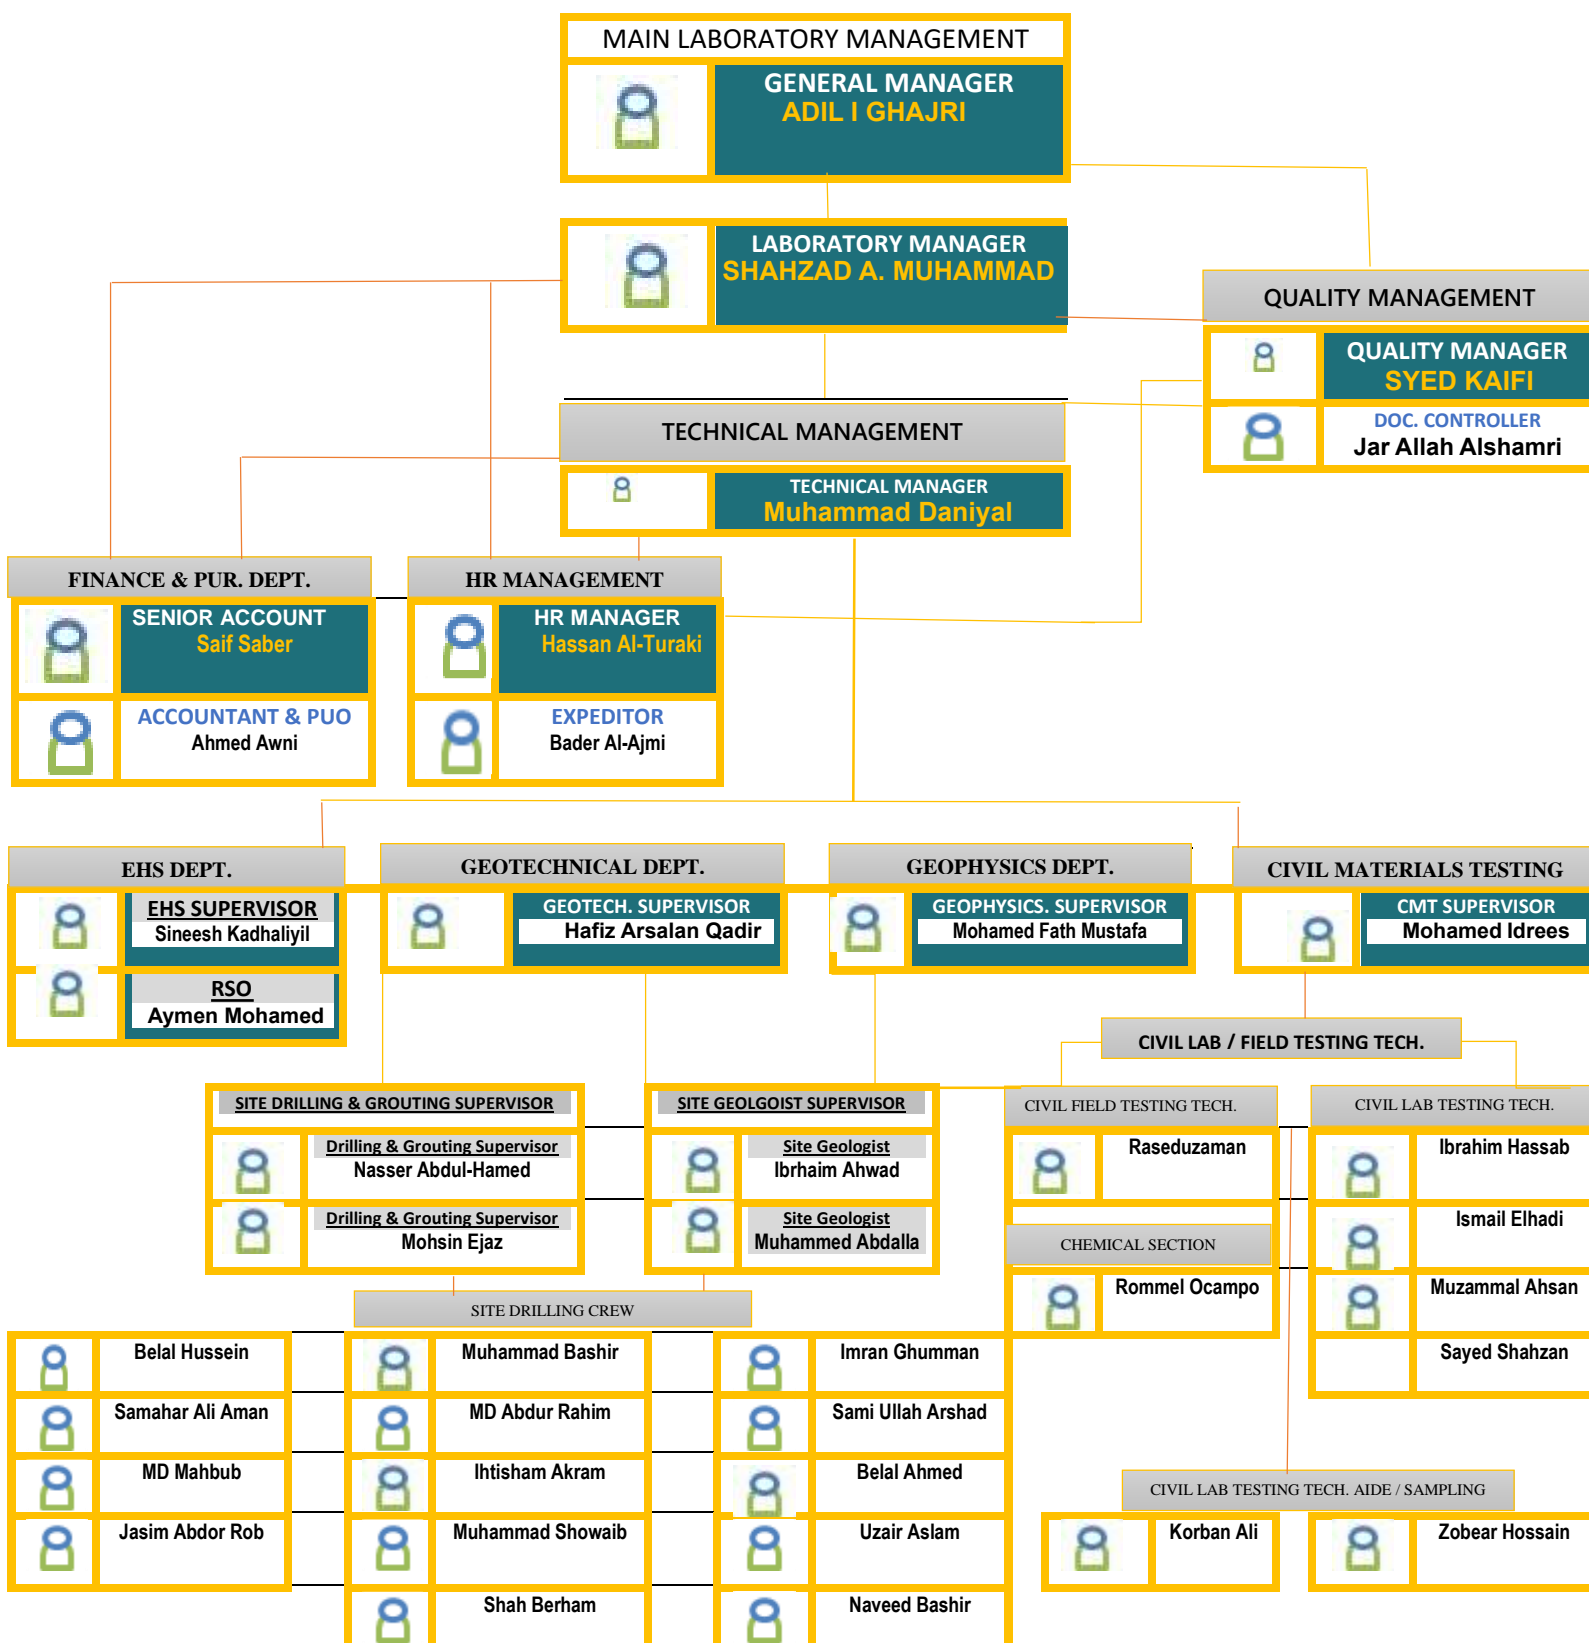 MAIN LABORATORY MANAGEMENT
GENERAL MANAGER
ADIL I GHAJRI
LABORATORY MANAGER
SHAHZAD A. MUHAMMAD
QUALITY MANAGEMENT
QUALITY MANAGER
SYED KAIFI
DOC. CONTROLLER
Jar Allah Alshamri
TECHNICAL MANAGEMENT
TECHNICAL MANAGER
Muhammad Daniyal
FINANCE & PUR. DEPT.
SENIOR ACCOUNT
Saif Saber
ACCOUNTANT & PUO
Ahmed Awni
HR MANAGEMENT
HR MANAGER
Hassan Al-Turaki
EXPEDITOR
Bader Al-Ajmi
EHS DEPT.
EHS SUPERVISOR
Sineesh Kadhaliyil
RSO
Aymen Mohamed
GEOTECHNICAL DEPT.
GEOTECH. SUPERVISOR
Hafiz Arsalan Qadir
GEOPHYSICS DEPT.
GEOPHYSICS. SUPERVISOR
Mohamed Fath Mustafa
CIVIL MATERIALS TESTING
CMT SUPERVISOR
Mohamed Idrees
CIVIL LAB / FIELD TESTING TECH.
SITE DRILLING & GROUTING SUPERVISOR
Drilling & Grouting Supervisor
Nasser Abdul-Hamed
Drilling & Grouting Supervisor
Mohsin Ejaz
SITE GEOLGOIST SUPERVISOR
Site Geologist
Ibrhaim Ahwad
Site Geologist
Muhammed Abdalla
CIVIL FIELD TESTING TECH.
Raseduzaman
CHEMICAL SECTION
Rommel Ocampo
CIVIL LAB TESTING TECH.
Ibrahim Hassab
Ismail Elhadi
Muzammal Ahsan
Sayed Shahzan
SITE DRILLING CREW
Belal Hussein
Muhammad Bashir
Imran Ghumman
Samahar Ali Aman
MD Abdur Rahim
Sami Ullah Arshad
MD Mahbub
Ihtisham Akram
Belal Ahmed
Jasim Abdor Rob
Muhammad Showaib
Uzair Aslam
Shah Berham
Naveed Bashir
CIVIL LAB TESTING TECH. AIDE / SAMPLING
Korban Ali
Zobear Hossain